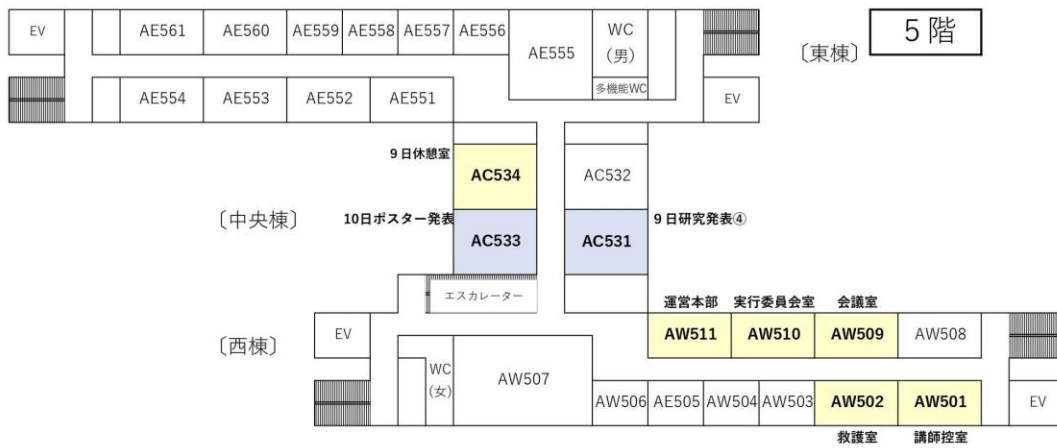 5 階
〔東棟〕
EV
AE561
AE560
AE559
AE558
AE557
AE556
AE555
WC
(男)
多機能WC
AE554
AE553
AE552
AE551
EV
9日休憩室
AC534
AC532
〔中央棟〕
10日ポスター発表
AC533
AC531
9日研究発表④
エスカレーター
〔西棟〕
運営本部
実行委員会室
会議室
EV
AW511
AW510
AW509
AW508
WC
(女)
AW507
AW506
AE505
AW504
AW503
AW502
AW501
EV
救護室
講師控室